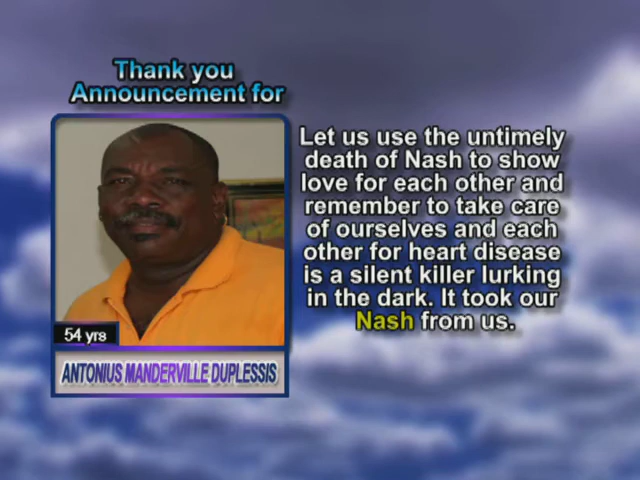 Thank you
Announcement for
Let us use the untimely
death of Nash to show
love for each other and
remember to take care
of ourselves and each
other for heart disease
is a silent killer lurking
in the dark. It took our
Nash from us.
54 yrs
ANTONIUS MANDERVILLE DUPLESSIS